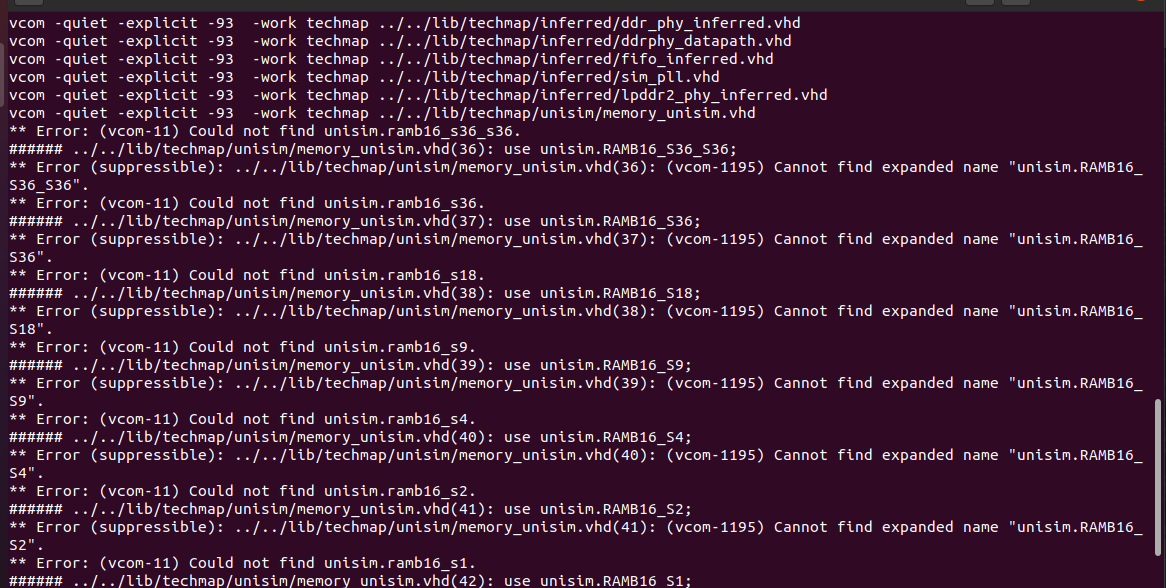 vcom -quiet -explicit -93  -work techmap ../../lib/techmap/inferred/ddr_phy_inferred.vhd
vcom -quiet -explicit -93  -work techmap ../../lib/techmap/inferred/ddrphy_datapath.vhd
vcom -quiet -explicit -93  -work techmap ../../lib/techmap/inferred/fifo_inferred.vhd
vcom -quiet -explicit -93  -work techmap ../../lib/techmap/inferred/sim_pll.vhd
vcom -quiet -explicit -93  -work techmap ../../lib/techmap/inferred/lpddr2_phy_inferred.vhd
vcom -quiet -explicit -93  -work techmap ../../lib/techmap/unisim/memory_unisim.vhd
** Error: (vcom-11) Could not find unisim.ramb16_s36_s36.
###### ../../lib/techmap/unisim/memory_unisim.vhd(36): use unisim.RAMB16_S36_S36;
** Error (suppressible): ../../lib/techmap/unisim/memory_unisim.vhd(36): (vcom-1195) Cannot find expanded name "unisim.RAMB16_
S36_S36".
** Error: (vcom-11) Could not find unisim.ramb16_s36.
###### ../../lib/techmap/unisim/memory_unisim.vhd(37): use unisim.RAMB16_S36;
** Error (suppressible): ../../lib/techmap/unisim/memory_unisim.vhd(37): (vcom-1195) Cannot find expanded name "unisim.RAMB16_
S36".
** Error: (vcom-11) Could not find unisim.ramb16_s18.
###### ../../lib/techmap/unisim/memory_unisim.vhd(38): use unisim.RAMB16_S18;
** Error (suppressible): ../../lib/techmap/unisim/memory_unisim.vhd(38): (vcom-1195) Cannot find expanded name "unisim.RAMB16_
S18".
** Error: (vcom-11) Could not find unisim.ramb16_s9.
###### ../../lib/techmap/unisim/memory_unisim.vhd(39): use unisim.RAMB16_S9;
** Error (suppressible): ../../lib/techmap/unisim/memory_unisim.vhd(39): (vcom-1195) Cannot find expanded name "unisim.RAMB16_
S9".
** Error: (vcom-11) Could not find unisim.ramb16_s4.
###### ../../lib/techmap/unisim/memory_unisim.vhd(40): use unisim.RAMB16_S4;
** Error (suppressible): ../../lib/techmap/unisim/memory_unisim.vhd(40): (vcom-1195) Cannot find expanded name "unisim.RAMB16_
S4".
** Error: (vcom-11) Could not find unisim.ramb16_s2.
###### ../../lib/techmap/unisim/memory_unisim.vhd(41): use unisim.RAMB16_S2;
** Error (suppressible): ../../lib/techmap/unisim/memory_unisim.vhd(41): (vcom-1195) Cannot find expanded name "unisim.RAMB16_
S2".
** Error: (vcom-11) Could not find unisim.ramb16_s1.
###### ../../lib/techmap/unisim/memory_unisim.vhd(42): use unisim.RAMB16_S1;